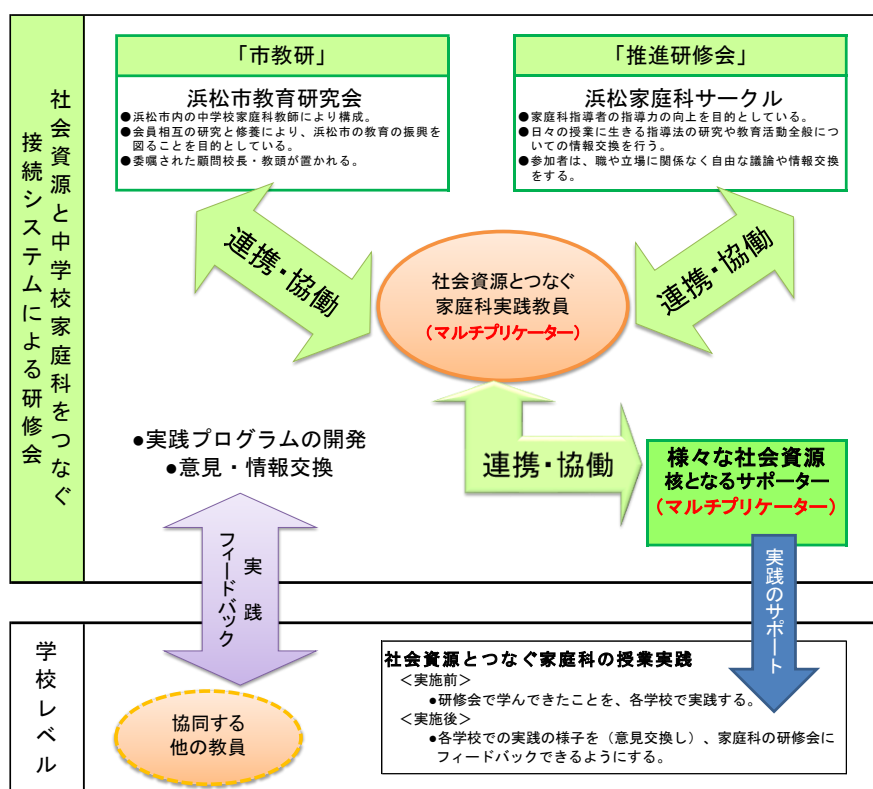 社会資源と中学校家庭科をつなぐ
接続システムによる研修会
「市教研」
浜松市教育研究会
●浜松市内の中学校家庭科教師により構成。
●会員相互の研究と修養により、浜松市の教育の振興を
図ることを目的としている。
●委嘱された顧問校長・教頭が置かれる。
「推進研修会」
浜松家庭科サークル
●家庭科指導者の指導力の向上を目的としている。
●日々の授業に生きる指導法の研究や教育活動全般につ
いての情報交換を行う。
●参加者は、職や立場に関係なく自由な議論や情報交換
をする。
連携・協働
連携・協働
社会資源とつなぐ
家庭科実践教員
（マルチプリケーター）
●実践プログラムの開発
●意見・情報交換
連携・協働
様々な社会資源
核となるサポーター
（マルチプリケーター）
実践
フィードバック
実践のサポート
学校レベル
協同する
他の教員
社会資源とつなぐ家庭科の授業実践
＜実施前＞
●研修会で学んできたことを、各学校で実践する。
＜実施後＞
●各学校での実践の様子を（意見交換し）、家庭科の研修会に
フィードバックできるようにする。